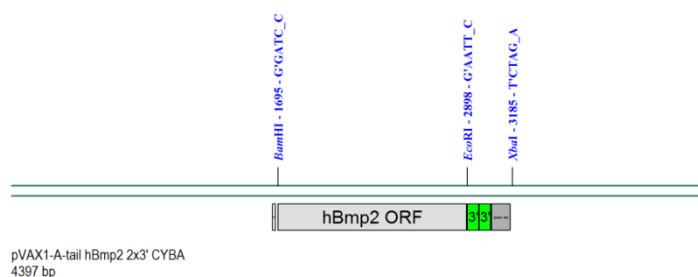 BamHI - 1695 - G'GATC_C
EcoRI - 2898 - G'AATT_C
XbaI - 3185 - T'CTAG_A
hBmp2 ORF
3'
3'
pVAX1-A-tail hBmp2 2x3' CYBA
4397 bp